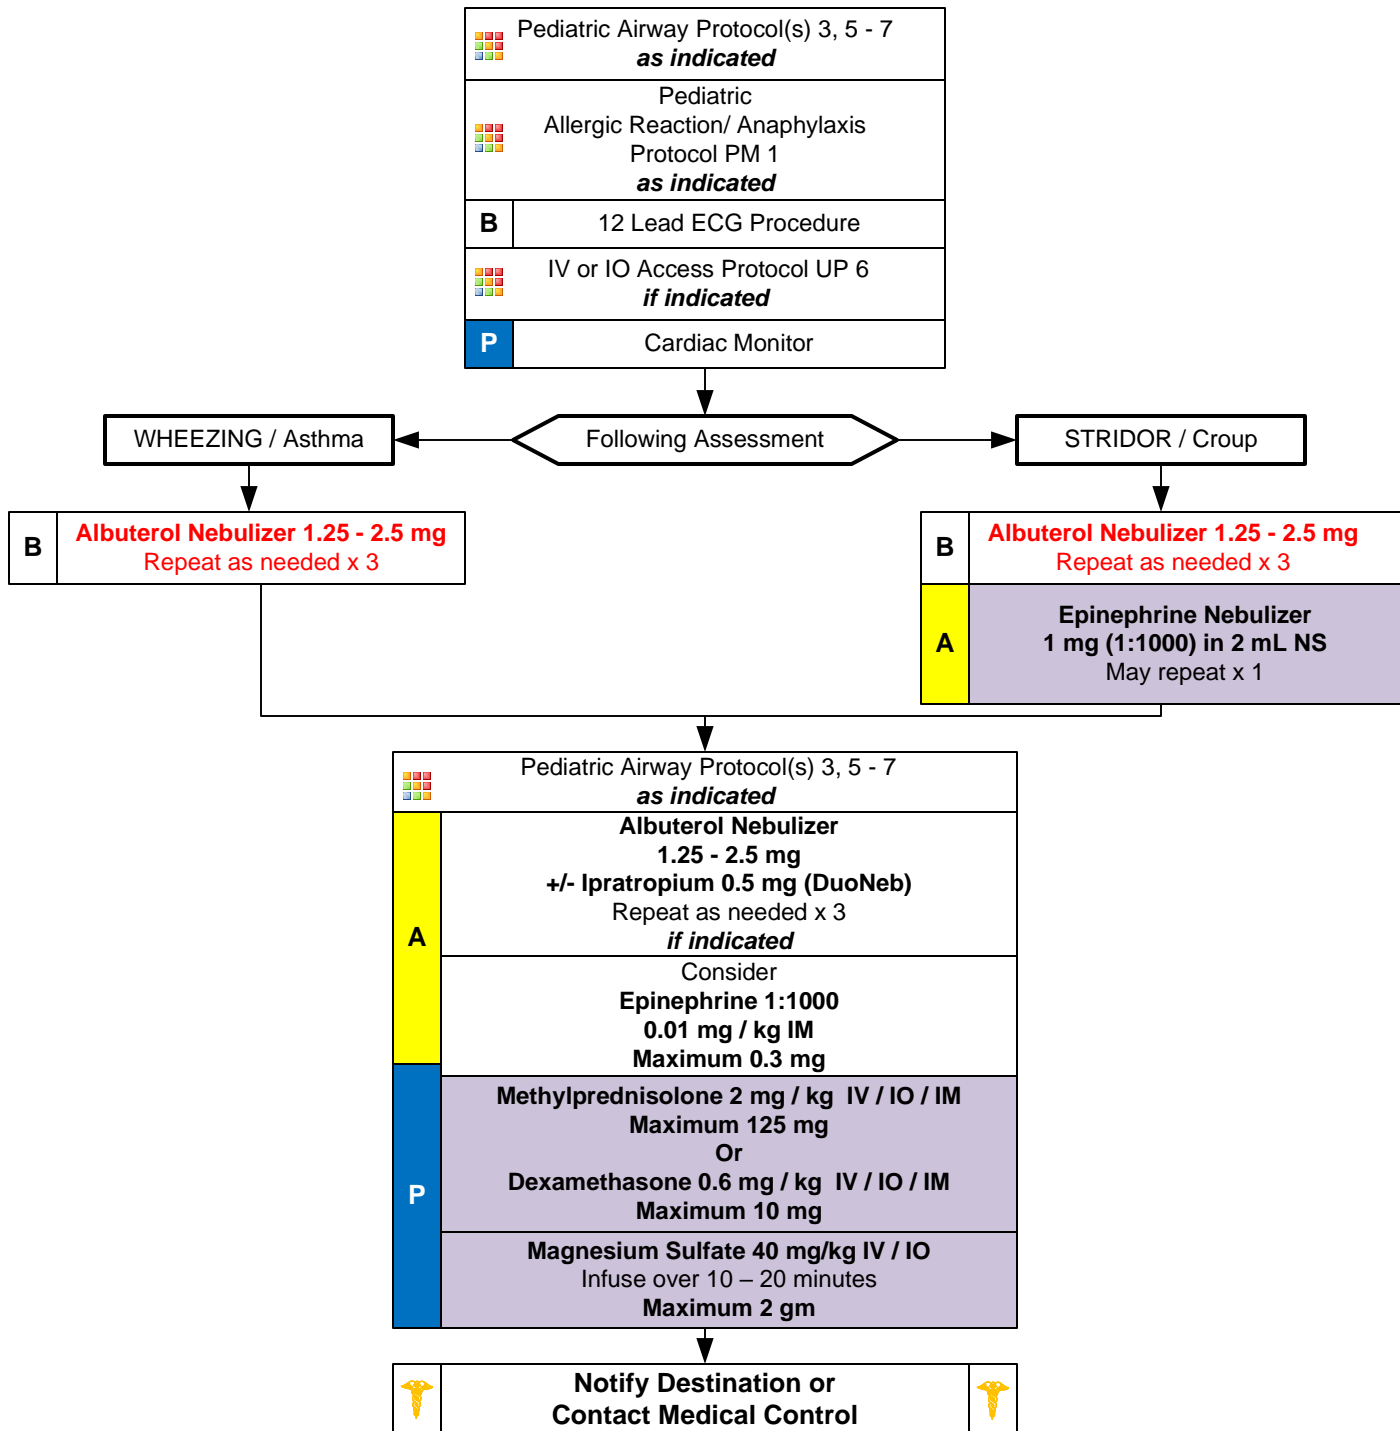 Pediatric Airway Protocol(s) 3, 5 - 7
as indicated
Pediatric
Allergic Reaction/ Anaphylaxis
Protocol PM 1
as indicated
B
12 Lead ECG Procedure
IV or IO Access Protocol UP 6
if indicated
P
Cardiac Monitor
WHEEZING / Asthma
Following Assessment
STRIDOR / Croup
B
Albuterol Nebulizer 1.25 - 2.5 mg
Repeat as needed x 3
B
Albuterol Nebulizer 1.25 - 2.5 mg
Repeat as needed x 3
A
Epinephrine Nebulizer
1 mg (1:1000) in 2 mL NS
May repeat x 1
Pediatric Airway Protocol(s) 3, 5 - 7
as indicated
A
Albuterol Nebulizer
1.25 - 2.5 mg
+/- Ipratropium 0.5 mg (DuoNeb)
Repeat as needed x 3
if indicated
Consider
Epinephrine 1:1000
0.01 mg / kg IM
Maximum 0.3 mg
P
Methylprednisolone 2 mg / kg IV / IO / IM
Maximum 125 mg
Or
Dexamethasone 0.6 mg / kg IV / IO / IM
Maximum 10 mg
Magnesium Sulfate 40 mg/kg IV / IO
Infuse over 10 – 20 minutes
Maximum 2 gm
Notify Destination or
Contact Medical Control